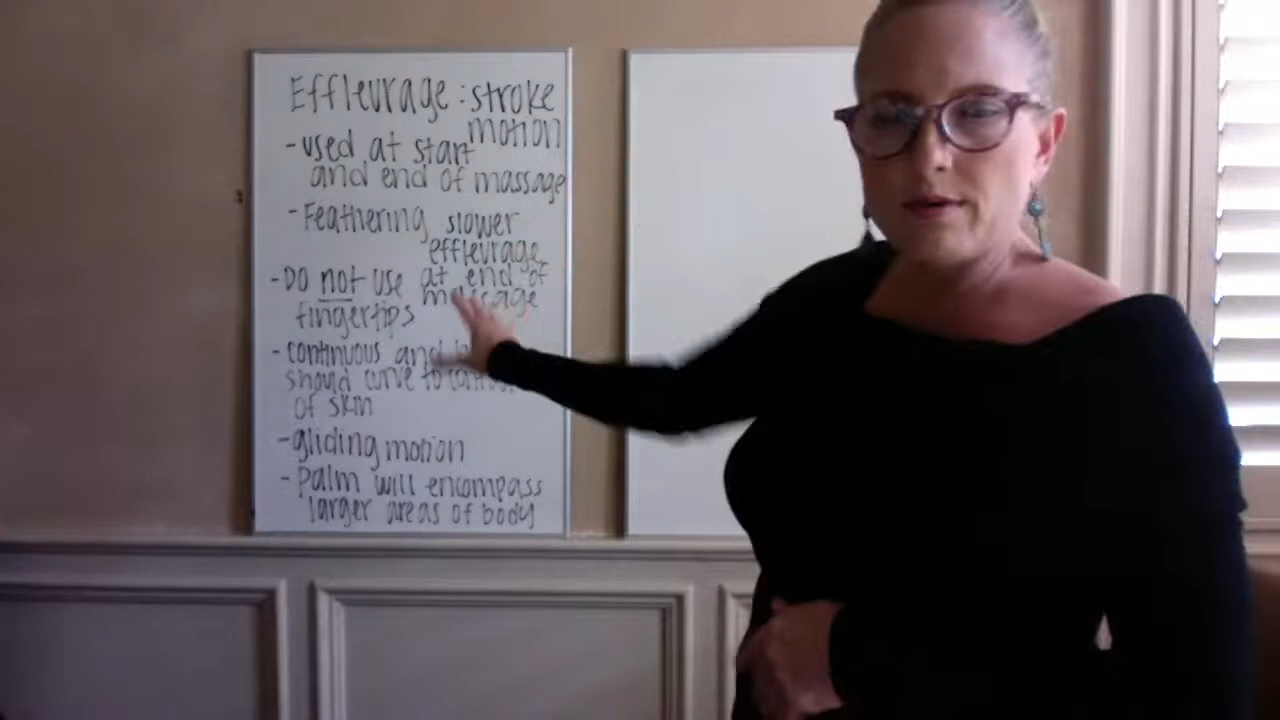 Effleurage : stroke
motion
- used at start
and end of massage
- Feathering slower
effleurage
at end of
massage
- Do not use
fingertips
- continuous and
should curve to
of skin
- gliding motion
- palm will encompass
larger areas of body